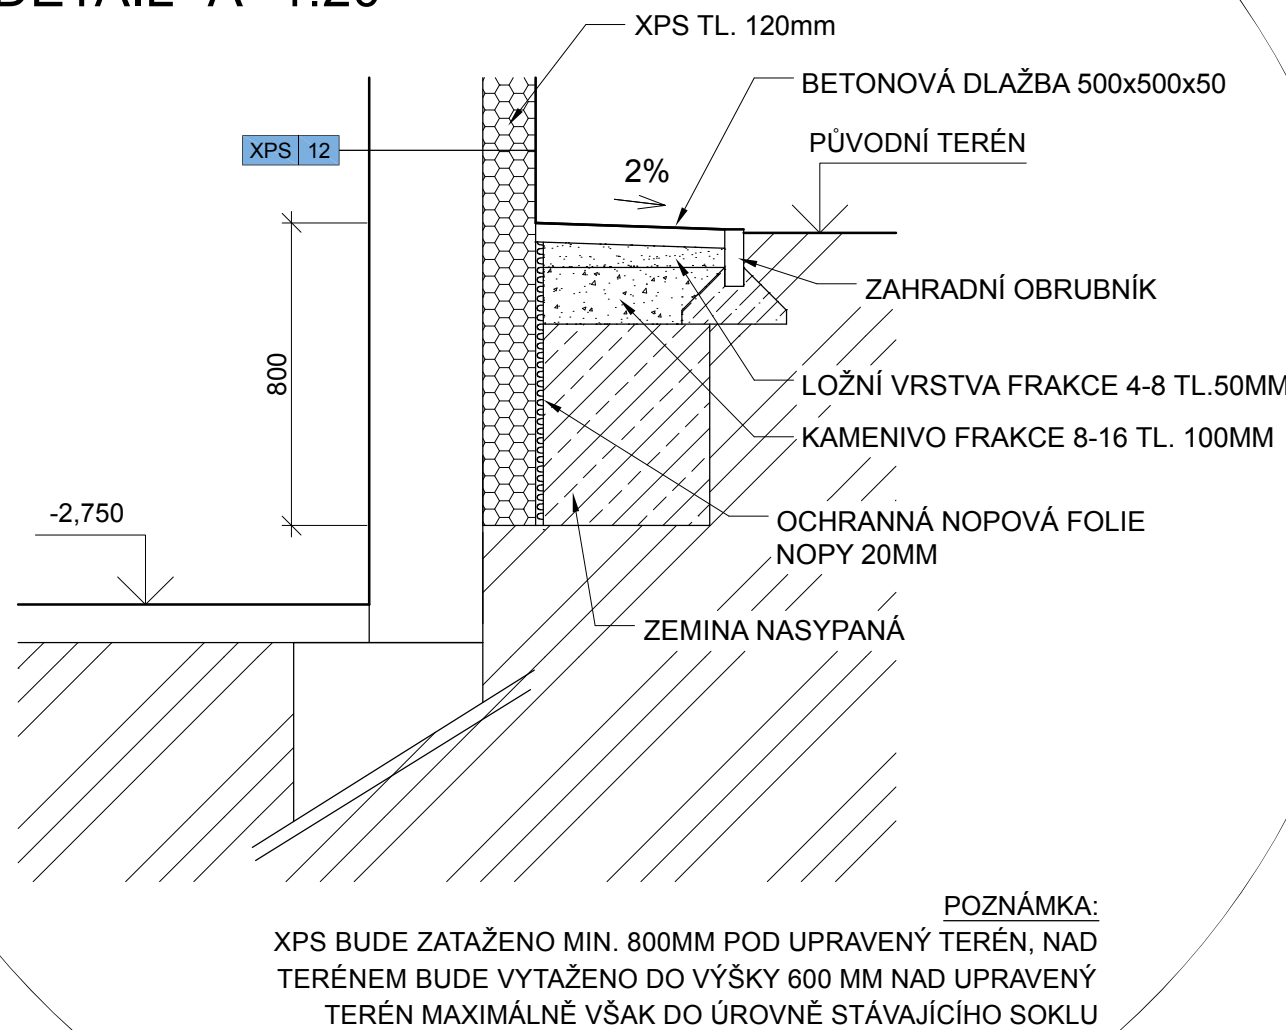 XPS TL. 120mm
BETONOVÁ DLAŽBA 500x500x50
PŮVODNÍ TERÉN
XPS 12
2%
ZAHRADNÍ OBRUBNÍK
800
LOŽNÍ VRSTVA FRAKCE 4-8 TL.50MM
KAMENIVO FRAKCE 8-16 TL. 100MM
-2,750
OCHRANNÁ NOPOVÁ FOLIE
NOPY 20MM
ZEMINA NASYPANÁ
POZNÁMKA:
XPS BUDE ZATAŽENO MIN. 800MM POD UPRAVENÝ TERÉN, NAD
TERÉNEM BUDE VYTAŽENO DO VÝŠKY 600 MM NAD UPRAVENÝ
TERÉN MAXIMÁLNĚ VŠAK DO ÚROVNĚ STÁVAJÍCÍHO SOKLU